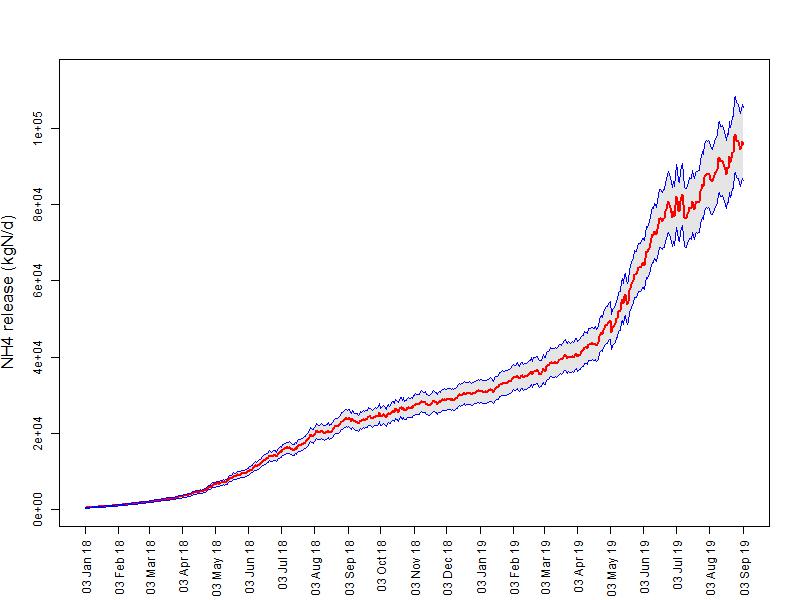 NH4 release (kgN/d)
1e+05
8e+04
6e+04
4e+04
2e+04
0e+00
03 Jan 18
03 Feb 18
03 Mar 18
03 Apr 18
03 May 18
03 Jun 18
03 Jul 18
03 Aug 18
03 Sep 18
03 Oct 18
03 Nov 18
03 Dec 18
03 Jan 19
03 Feb 19
03 Mar 19
03 Apr 19
03 May 19
03 Jun 19
03 Jul 19
03 Aug 19
03 Sep 19